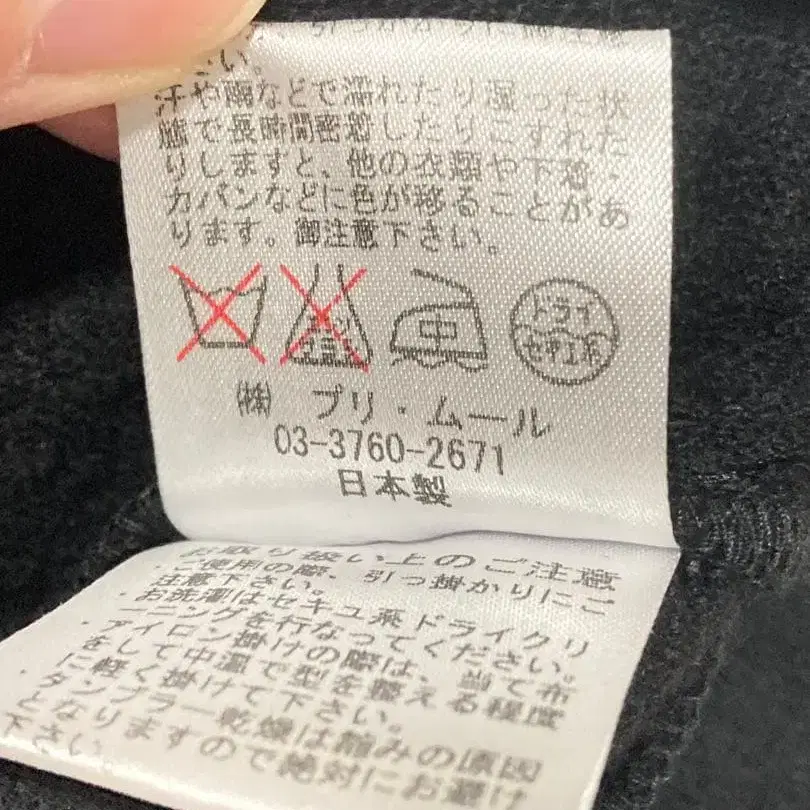 い。
汗や雨などで濡れたり湿った状
態で長時間密着したりこすれた
りしますと、他の衣類や下着・
カバンなどに色が移ることがあ
ります。御注意下さい。
中
ドライ
セキユ系
㈱ プリ・ムール
03-3760-2671
日本製
お取り扱い上のご注意
・ご使用の際、引っ掛かりにご
注意下さい。
・お洗濯はセキュ系ドライクリ
ーニングを行なってください。
・アイロン掛けの際は、当て布
をして中温で型を整える程度
に軽く掛けて下さい。
・タンブラー乾燥は縮みの原因
となりますので絶対にお避け
下さい。